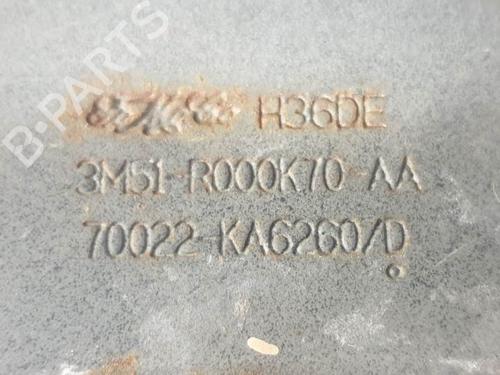 B-PARTS
H36DE
3M51-R000K70-AA
70022-KA6260/D